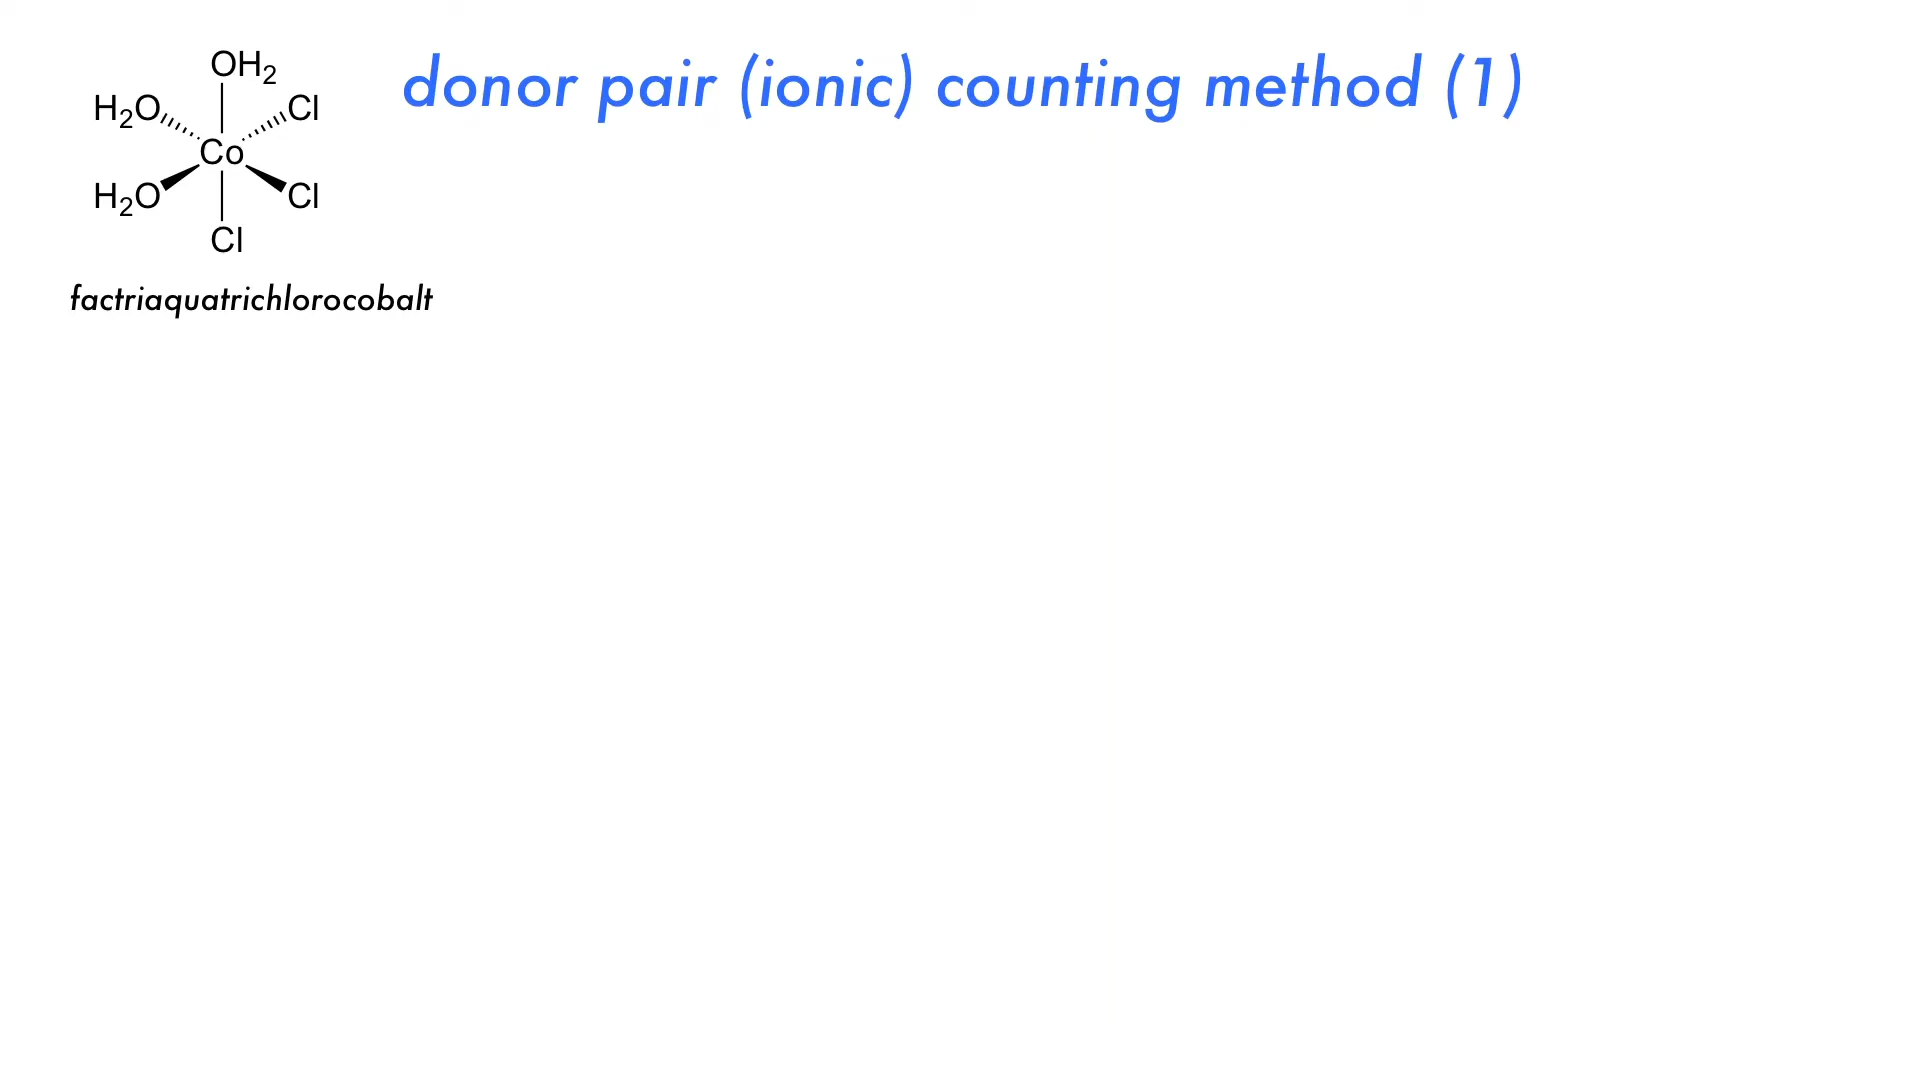 donor pair (ionic) counting method (1)
OH2
H2O Cl
Co
H2O Cl
Cl
factriaquatrichlorocobalt